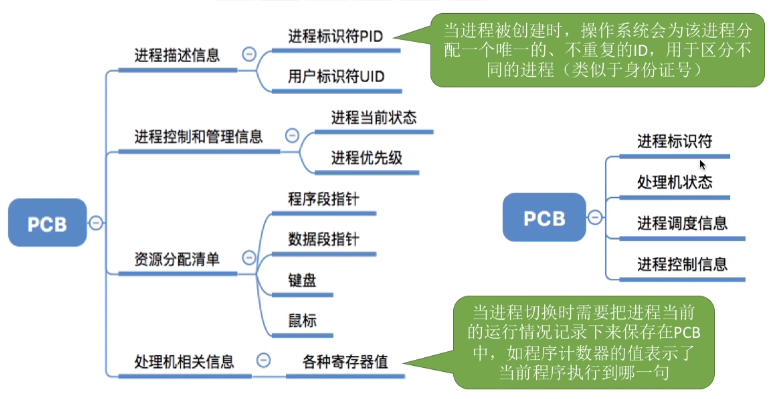 PCB
进程描述信息
进程标识符PID
用户标识符UID
当进程被创建时，操作系统会为该进程分
配一个唯一的、不重复的ID，用于区分不
同的进程（类似于身份证号）
进程控制和管理信息
进程当前状态
进程优先级
资源分配清单
程序段指针
数据段指针
键盘
鼠标
处理机相关信息
各种寄存器值
当进程切换时需要把进程当前
的运行情况记录下来保存在PCB
中，如程序计数器的值表示了
当前程序执行到哪一句
PCB
进程标识符
处理机状态
进程调度信息
进程控制信息